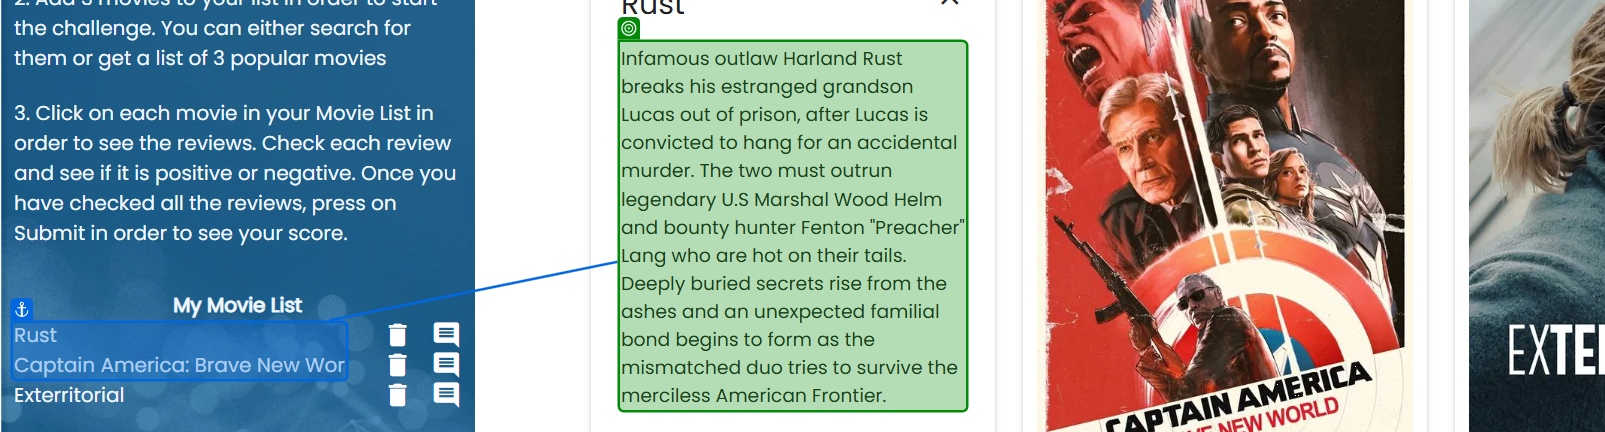 2. Add 3 movies to your list in order to start
the challenge. You can either search for
them or get a list of 3 popular movies
3. Click on each movie in your Movie List in
order to see the reviews. Check each review
and see if it is positive or negative. Once you
have checked all the reviews, press on
Submit in order to see your score.
My Movie List
Rust
Captain America: Brave New Wor
Exterritorial
Rust
Infamous outlaw Harland Rust
breaks his estranged grandson
Lucas out of prison, after Lucas is
convicted to hang for an accidental
murder. The two must outrun
legendary U.S Marshal Wood Helm
and bounty hunter Fenton "Preacher"
Lang who are hot on their tails.
Deeply buried secrets rise from the
ashes and an unexpected familial
bond begins to form as the
mismatched duo tries to survive the
merciless American Frontier.
CAPTAIN AMERICA
NEW WORLD